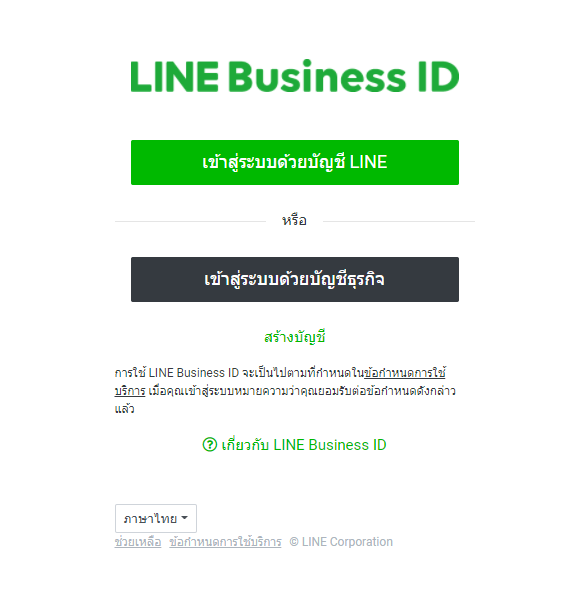 LINE Business ID
เข้าสู่ระบบด้วยบัญชี LINE
หรือ
เข้าสู่ระบบด้วยบัญชีธุรกิจ
สร้างบัญชี
การใช้ LINE Business ID จะเป็นไปตามที่กำหนดในข้อกำหนดการใช้
บริการ เมื่อคุณเข้าสู่ระบบหมายความว่าคุณยอมรับต่อข้อกำหนดดังกล่าว
แล้ว
เกี่ยวกับ LINE Business ID
ภาษาไทย
ช่วยเหลือ ข้อกำหนดการใช้บริการ © LINE Corporation